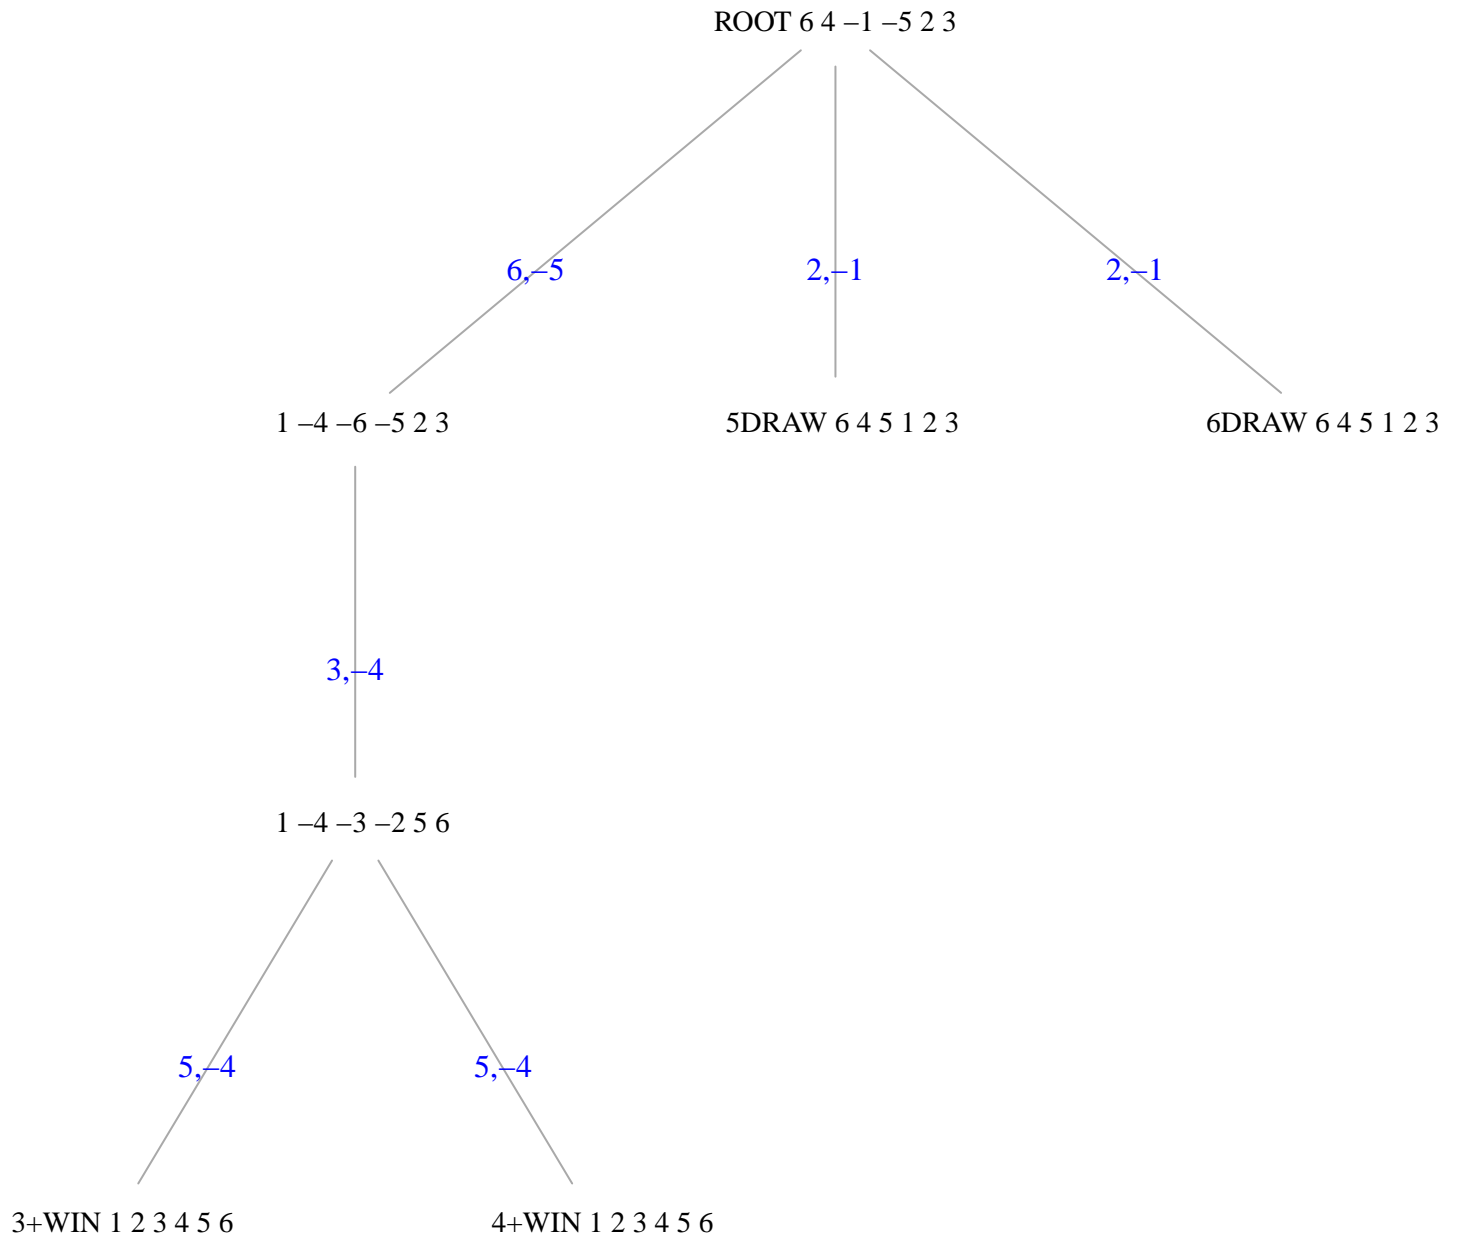 ROOT 6 4 –1 –5 2 3
6,–5
2,–1
2,–1
1 –4 –6 –5 2 3
5DRAW 6 4 5 1 2 3
6DRAW 6 4 5 1 2 3
3,–4
1 –4 –3 –2 5 6
5,–4
5,–4
3+WIN 1 2 3 4 5 6
4+WIN 1 2 3 4 5 6